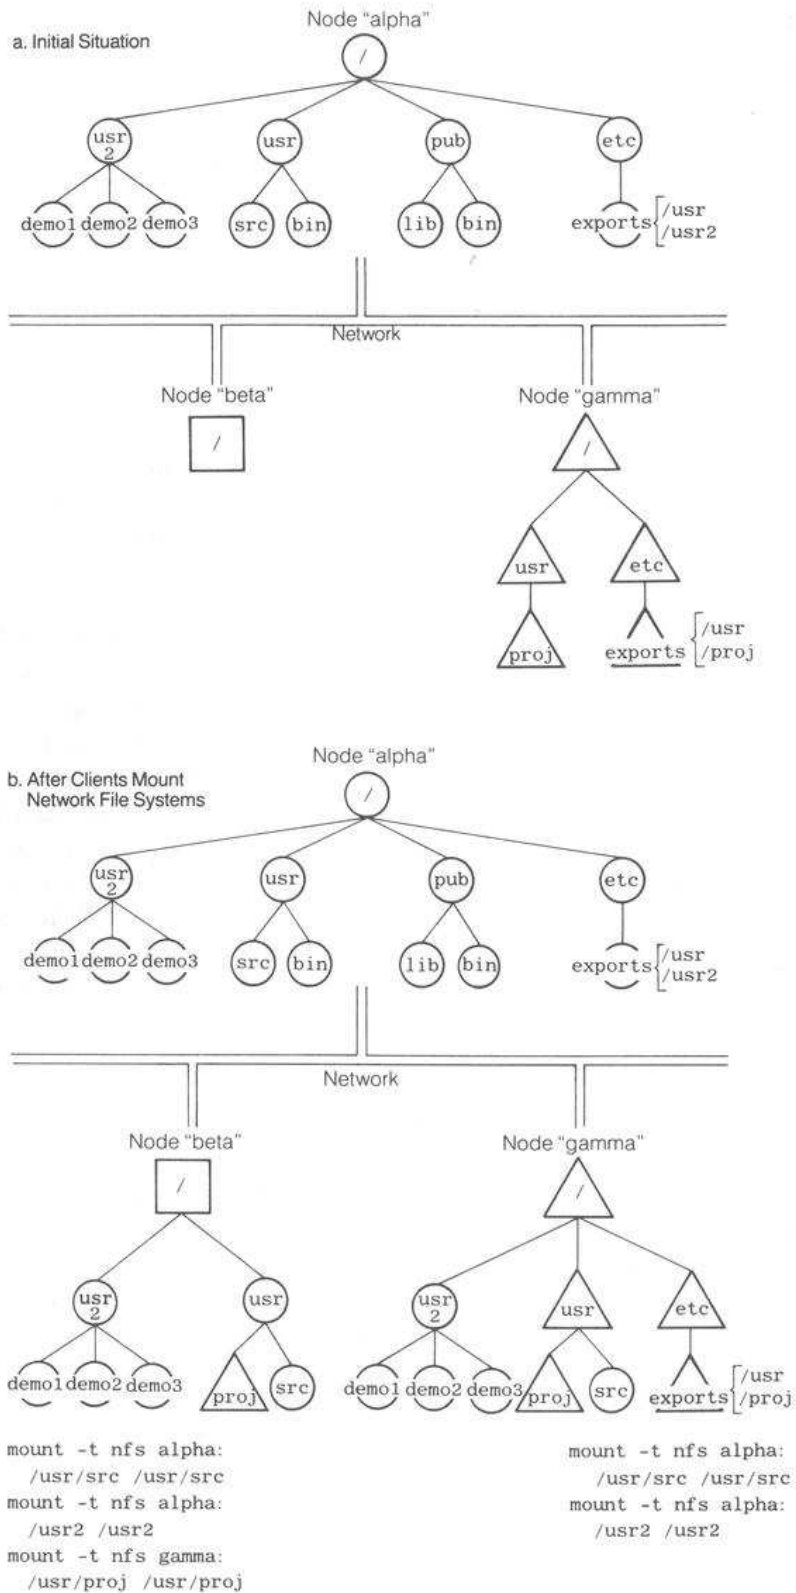 Node "alpha"
a. Initial Situation
/
usr
2
usr
pub
etc
demo1 demo2 demo3
src bin
lib bin
exports
/usr
/usr2
Network
Node "beta"
Node "gamma"
/
/
usr
etc
proj
exports
/usr
/proj
Node "alpha"
b. After Clients Mount
Network File Systems
/
usr
2
usr
pub
etc
demo1 demo2 demo3
src bin
lib bin
exports
/usr
/usr2
Network
Node "beta"
Node "gamma"
/
/
usr
2
usr
usr
2
usr
etc
demo1 demo2 demo3
proj
src
demo1 demo2 demo3
proj
src
exports
/usr
/proj
mount -t nfs alpha:
/usr/src /usr/src
mount -t nfs alpha:
/usr2 /usr2
mount -t nfs gamma:
/usr/proj /usr/proj
mount -t nfs alpha:
/usr/src /usr/src
mount -t nfs alpha:
/usr2 /usr2